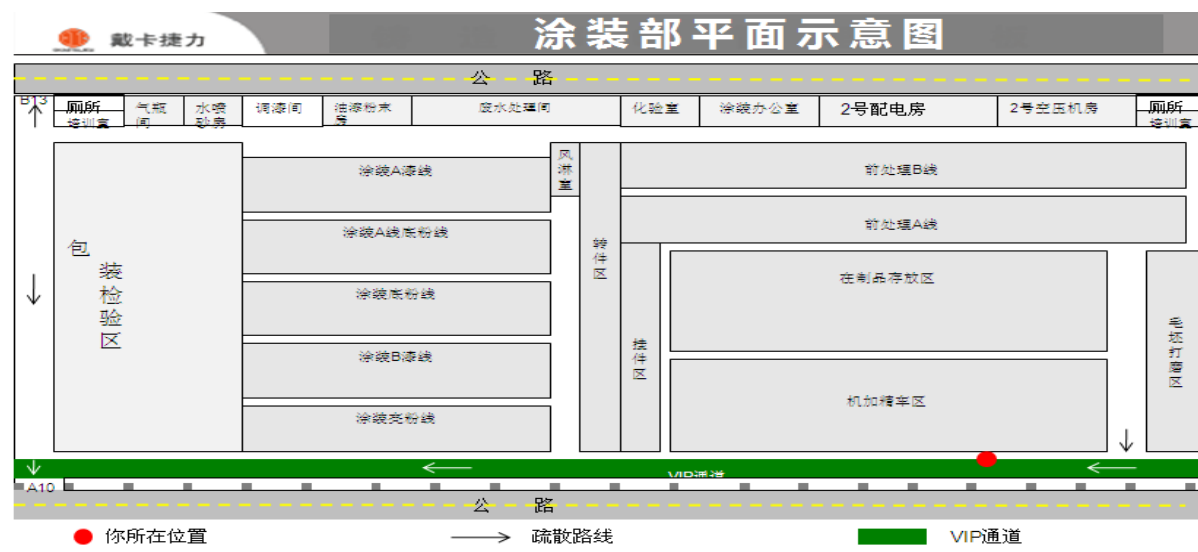 戴卡捷力
涂装部平面示意图
公 路
B13
厕所
培训室
气瓶间
水喷砂房
调漆间
油漆粉末房
废水处理间
化验室
涂装办公室
2号配电房
2号空压机房
厕所
培训室
包装检验区
涂装A漆线
涂装A线底粉线
涂装底粉线
涂装B漆线
涂装亮粉线
风淋室
转件区
前处理B线
前处理A线
挂件区
在制品存放区
机加精车区
毛坯打磨区
VIP通道
A10
公 路
你所在位置
疏散路线
VIP通道